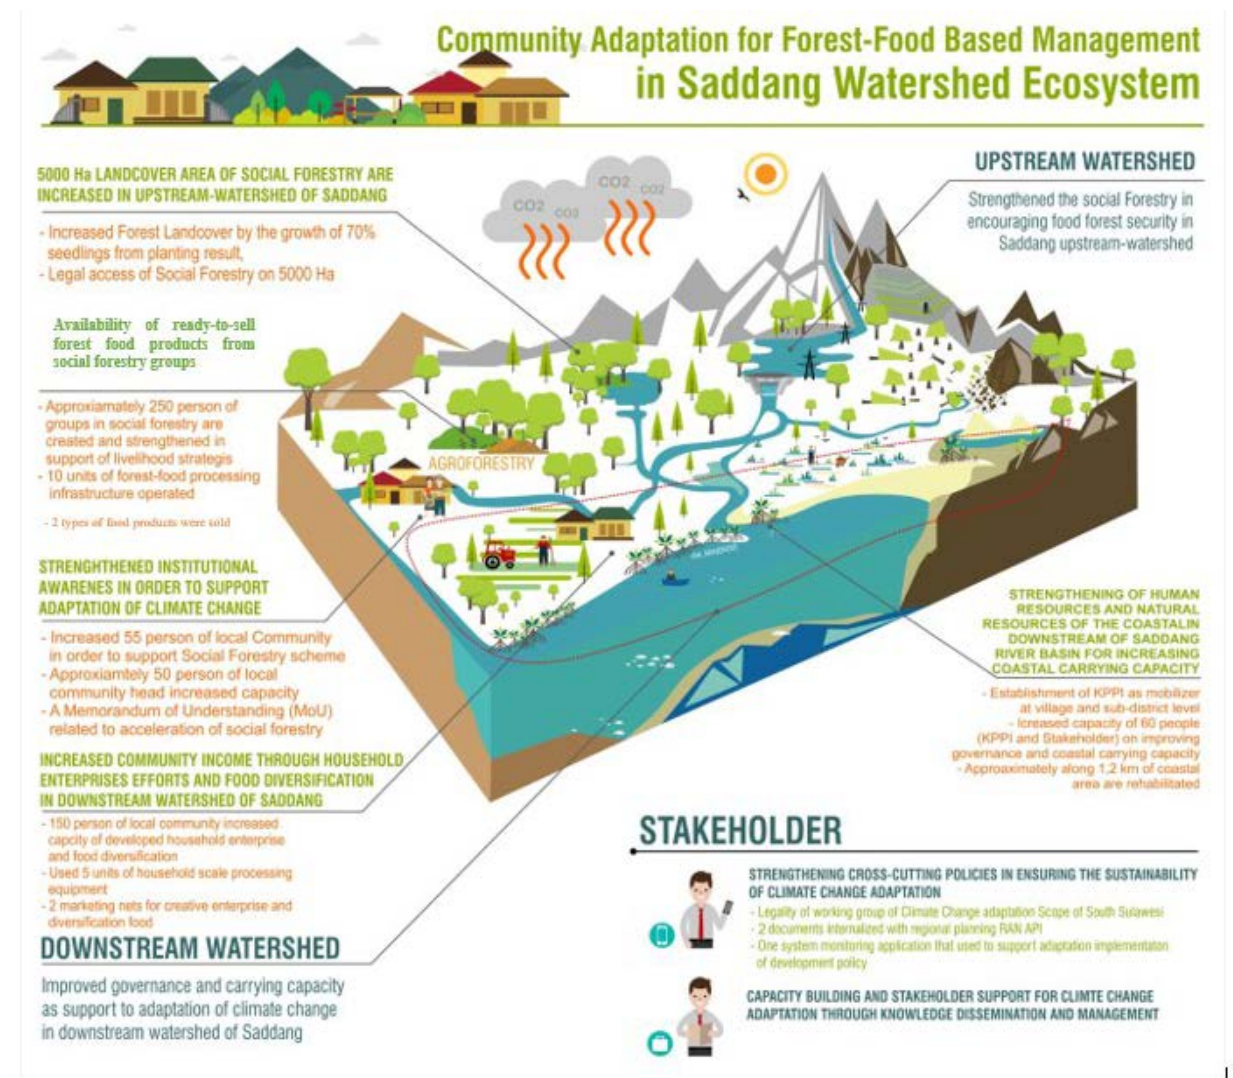 Community Adaptation for Forest-Food Based Management
in Saddang Watershed Ecosystem
5000 Ha LANDCOVER AREA OF SOCIAL FORESTRY ARE
INCREASED IN UPSTREAM-WATERSHED OF SADDANG
- Increased Forest Landcover by the growth of 70%
seedlings from planting result,
- Legal access of Social Forestry on 5000 Ha
Availability of ready-to-sell
forest food products from
social forestry groups
- Approxiamately 250 person of
groups in social forestry are
created and strengthened in
support of livelihood strategis
- 10 units of forest-food processing
infrastructure operated
- 2 types of food products were sold
STRENGHTHENED INSTITUTIONAL
AWARENES IN ORDER TO SUPPORT
ADAPTATION OF CLIMATE CHANGE
- Increased 55 person of local Community
in order to support Social Forestry scheme
- Approxiamtely 50 person of local
community head increased capacity
- A Memorandum of Understanding (MoU)
related to acceleration of social forestry
INCREASED COMMUNITY INCOME THROUGH HOUSEHOLD
ENTERPRISES EFFORTS AND FOOD DIVERSIFICATION
IN DOWNSTREAM WATERSHED OF SADDANG
- 150 person of local community increased
capcity of developed household enterprise
and food diversification
- Used 5 units of household scale processing
equipment
- 2 marketing nets for creative enterprise and
diversification food
DOWNSTREAM WATERSHED
Improved governance and carrying capacity
as support to adaptation of climate change
in downstream watershed of Saddang
CO2 CO2
CO2 CO2
AGROFORESTRY
UPSTREAM WATERSHED
Strengthened the social Forestry in
encouraging food forest security in
Saddang upstream-watershed
STRENGTHENING OF HUMAN
RESOURCES AND NATURAL
RESOURCES OF THE COASTALIN
DOWNSTREAM OF SADDANG
RIVER BASIN FOR INCREASING
COASTAL CARRYING CAPACITY
- Establishment of KPPI as mobilizer
at village and sub-district level
- Icreased capacity of 60 people
(KPPI and Stakeholder) on improving
governance and coastal carrying capacity
- Approaximately along 1,2 km of coastal
area are rehabilitated
STAKEHOLDER
STRENGTHENING CROSS-CUTTING POLICIES IN ENSURING THE SUSTAINABILITY
OF CLIMATE CHANGE ADAPTATION
- Legality of working group of Climate Change adaptation Scope of South Sulawesi
- 2 documents internalized with regional planning RAN API
- One system monitoring application that used to support adaptation implementaton
of development policy
CAPACITY BUILDING AND STAKEHOLDER SUPPORT FOR CLIMTE CHANGE
ADAPTATION THROUGH KNOWLEDGE DISSEMINATION AND MANAGEMENT